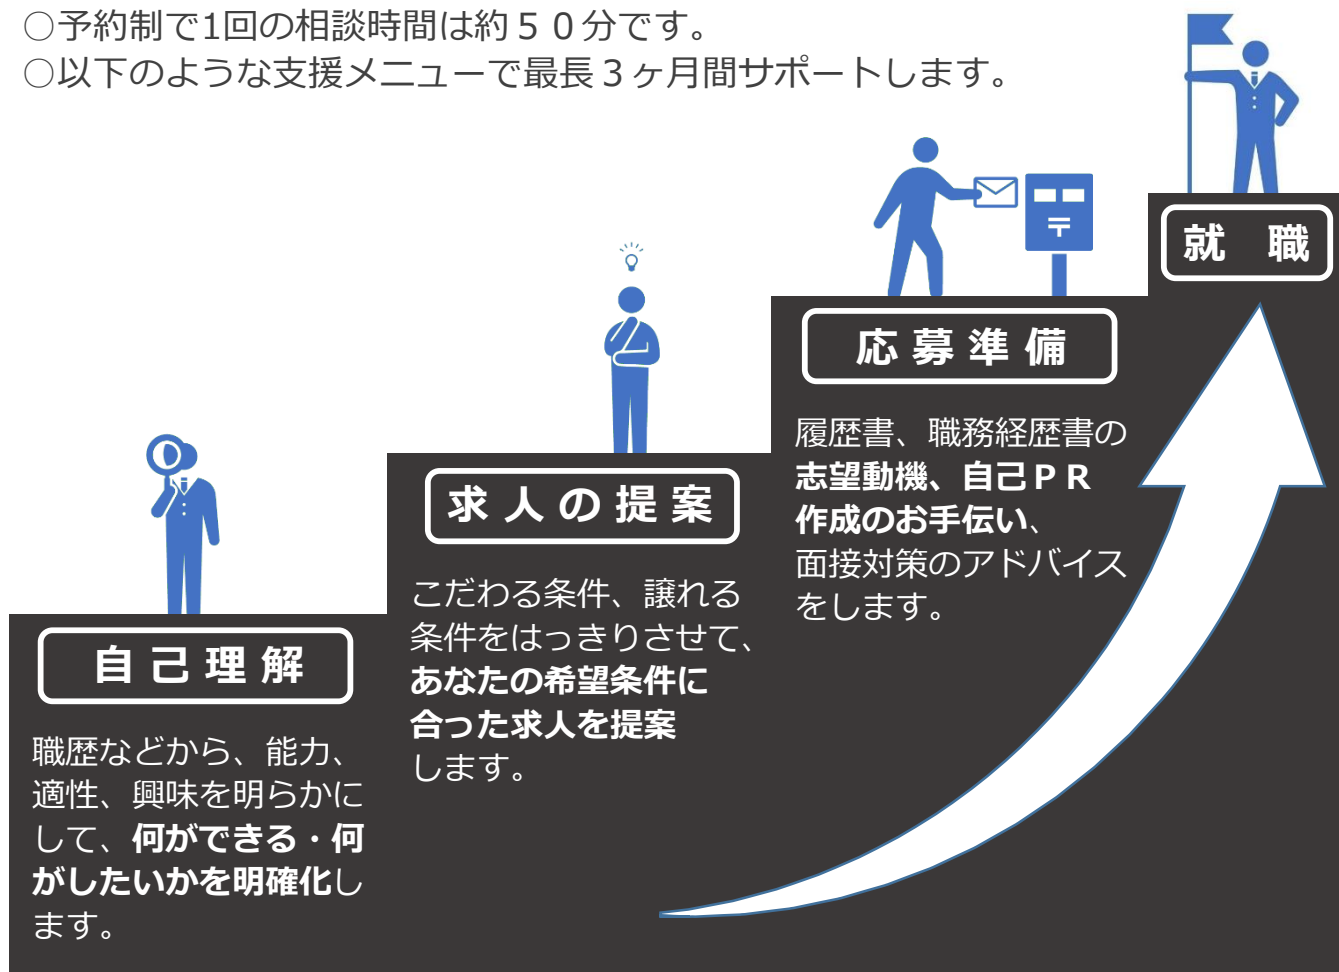 ○予約制で1回の相談時間は約５０分です。
○以下のような支援メニューで最長３ヶ月間サポートします。
就　職
〒
応募準備
履歴書、職務経歴書の
志望動機、自己ＰＲ
作成のお手伝い、
面接対策のアドバイス
をします。
求人の提案
こだわる条件、譲れる
条件をはっきりさせて、
あなたの希望条件に
合った求人を提案
します。
自己理解
職歴などから、能力、
適性、興味を明らかに
して、何ができる・何
がしたいかを明確化し
ます。